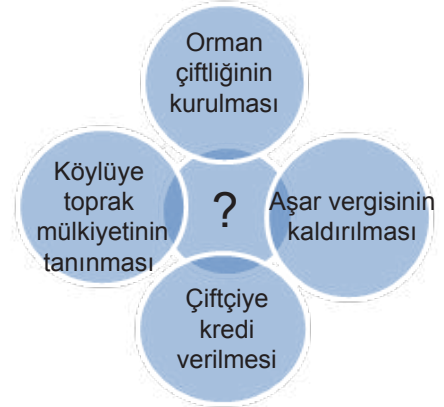 Orman
çiftliğinin
kurulması
Köylüye
toprak
mülkiyetinin
tanınması
?
Aşar vergisinin
kaldırılması
Çiftçiye
kredi
verilmesi